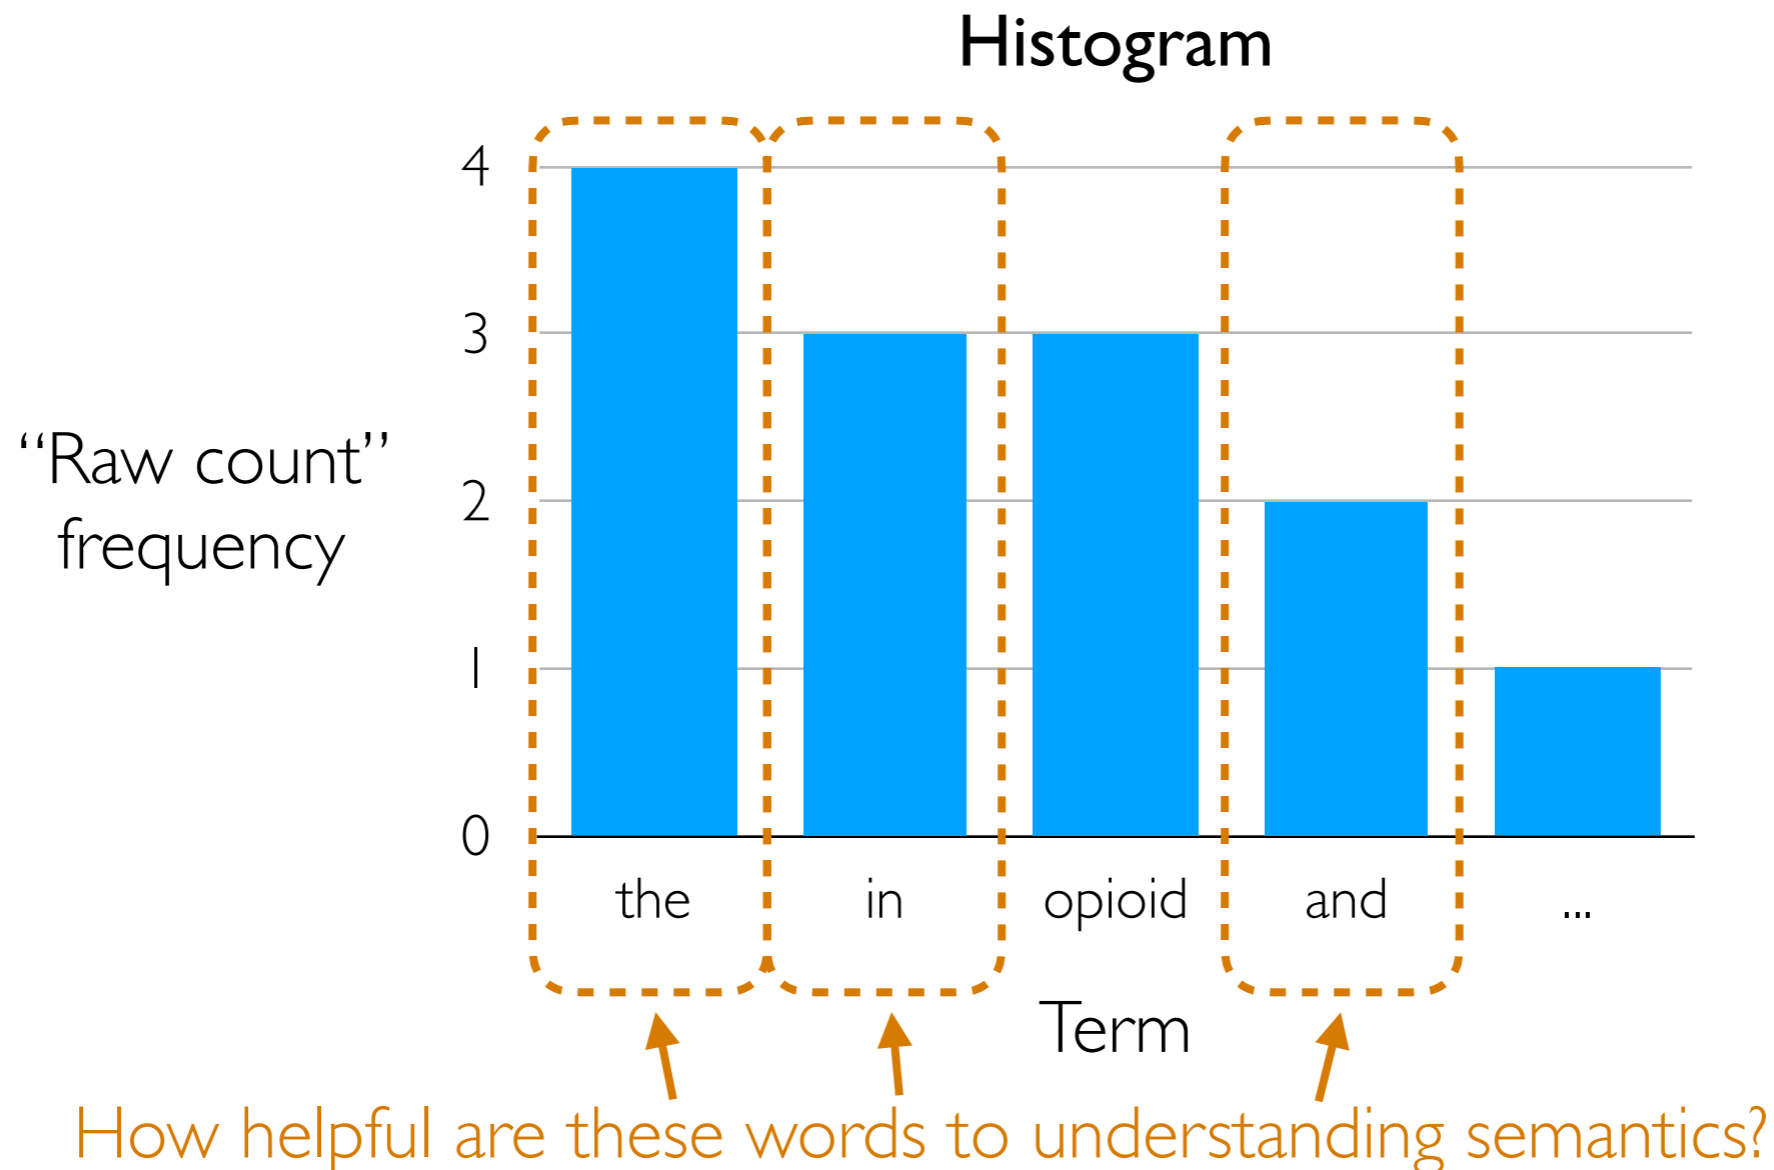 Histogram
4
3
“Raw count”
frequency
2
1
0
the in opioid and ...
Term
How helpful are these words to understanding semantics?